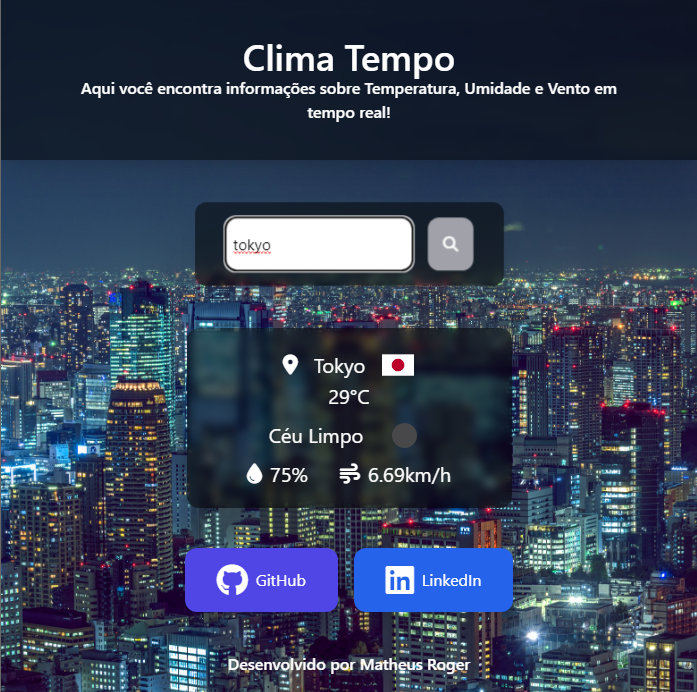 Clima Tempo
Aqui você encontra informações sobre Temperatura, Umidade e Vento em
tempo real!
tokyo
Tokyo
29°C
Céu Limpo
75% 6.69km/h
GitHub LinkedIn
Desenvolvido por Matheus Roger